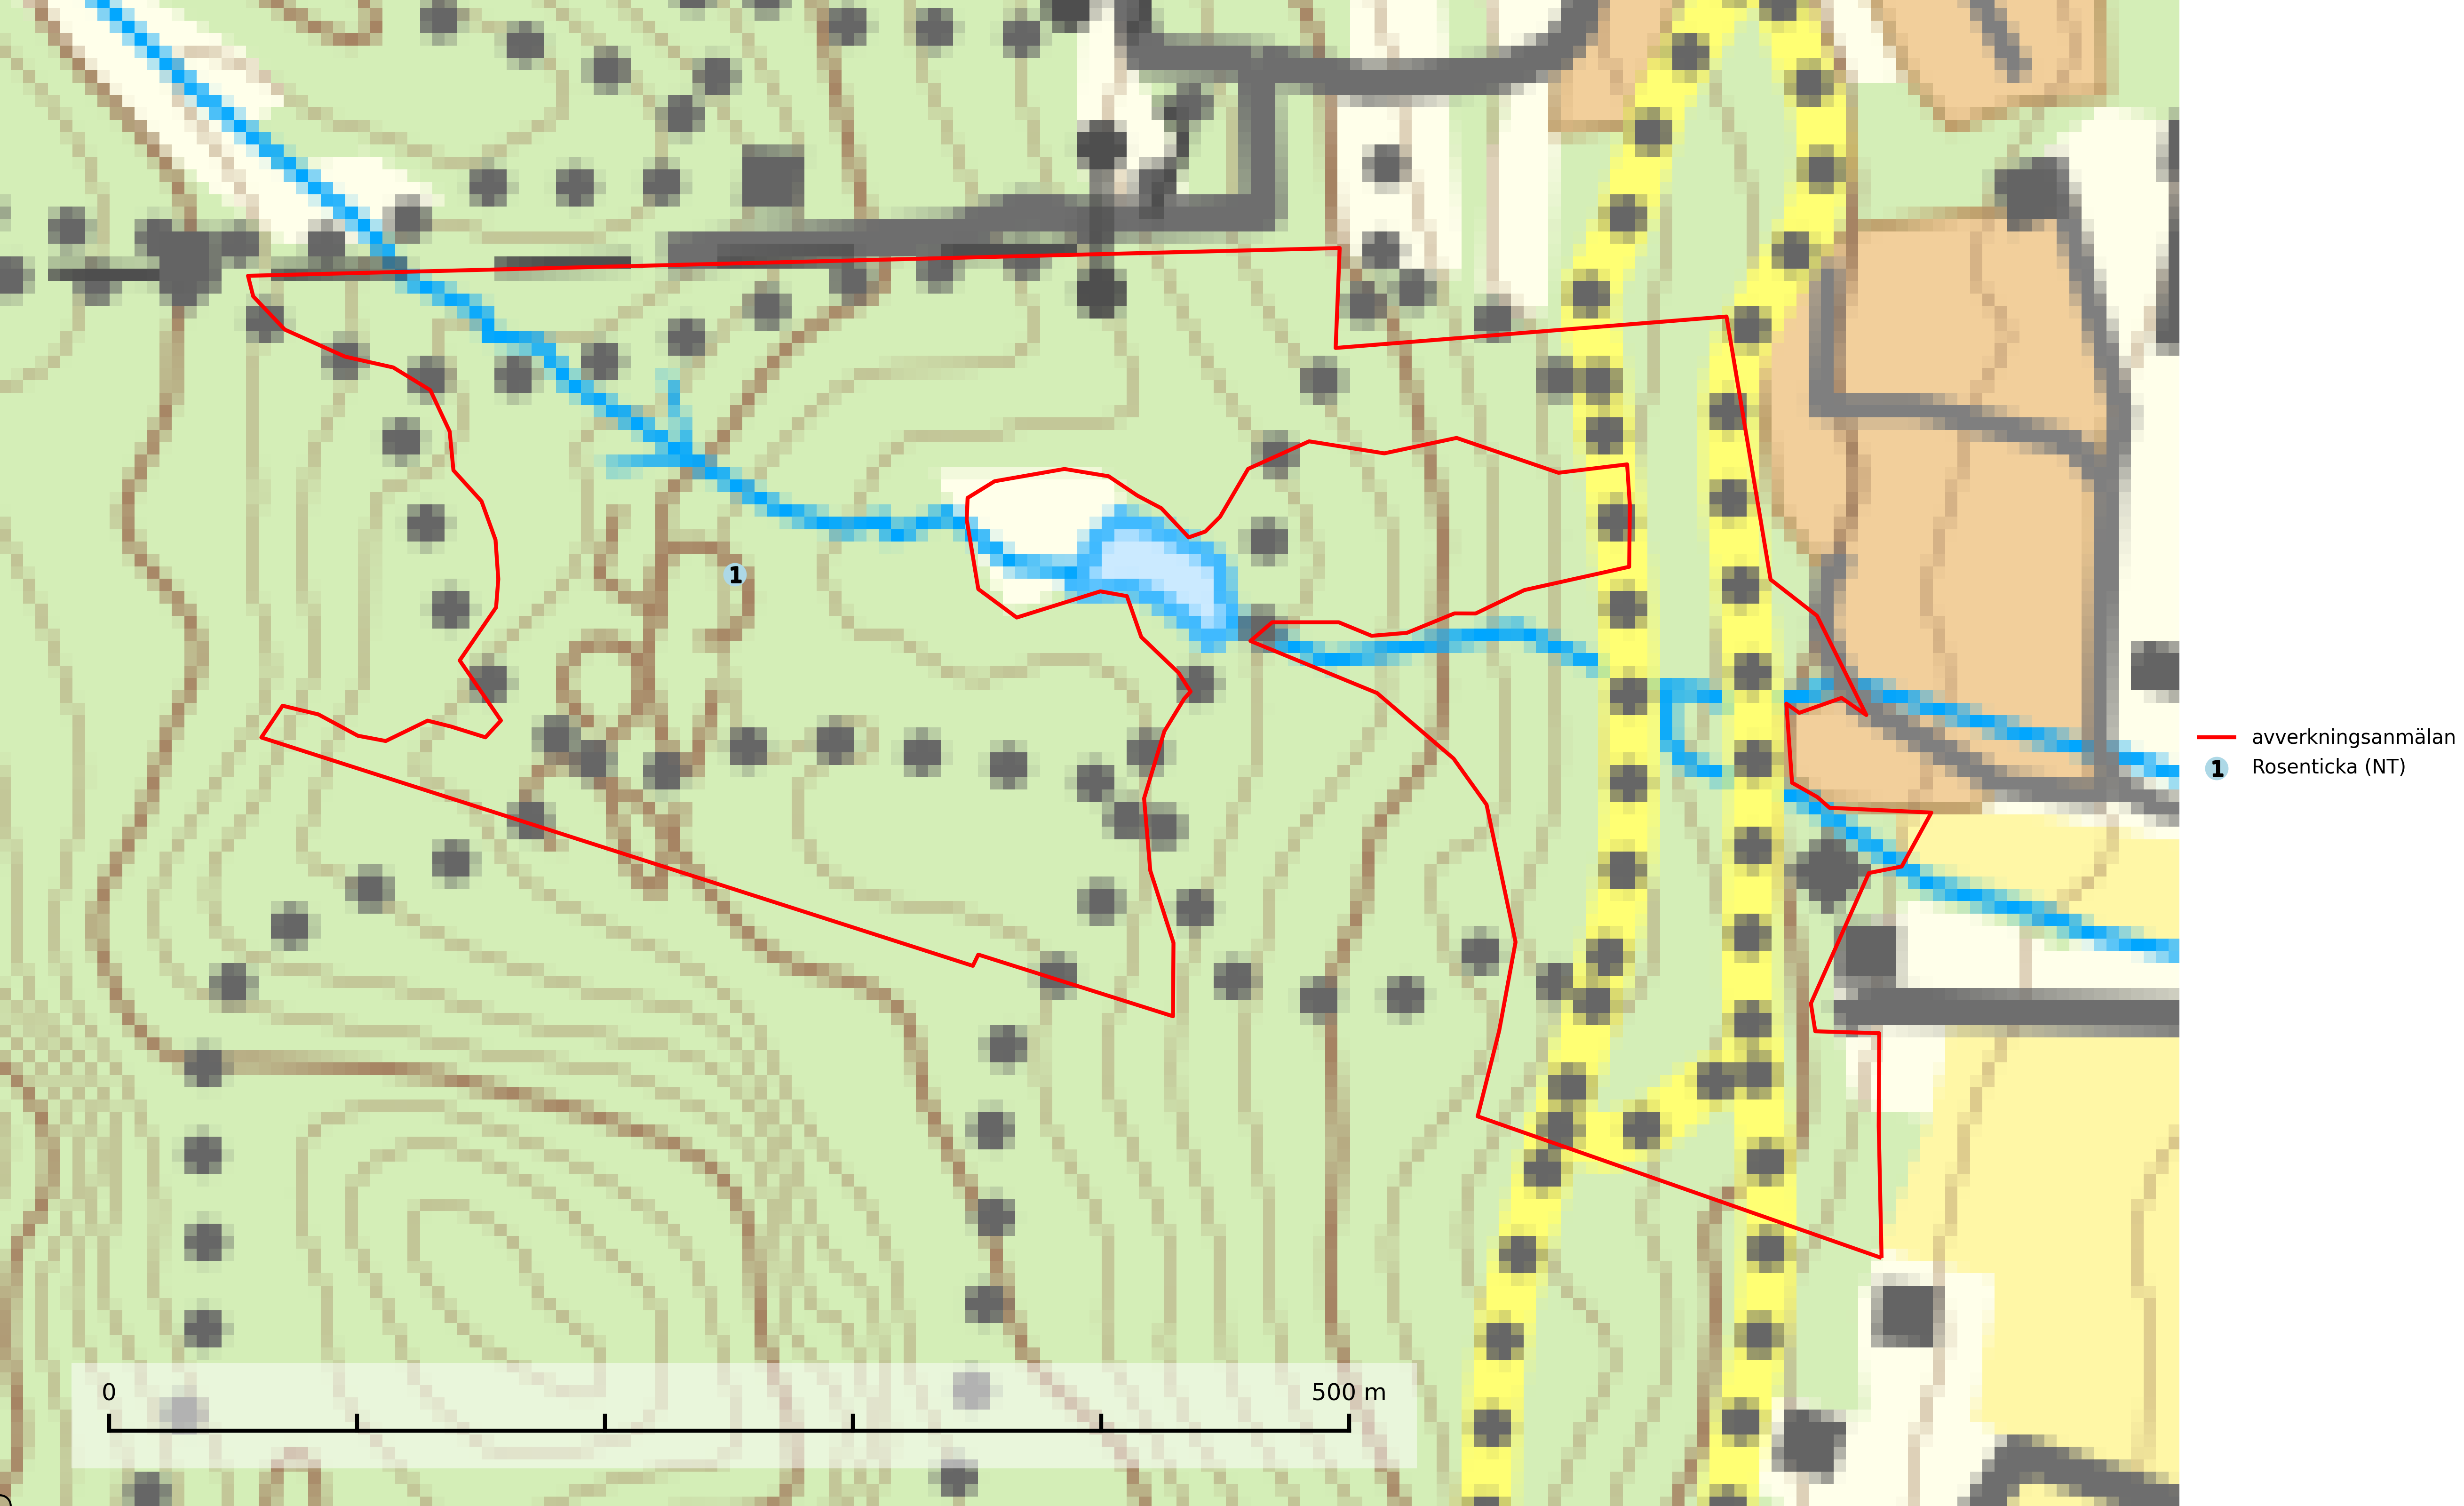 1
avverkningsanmälan
1 Rosenticka (NT)
0 500 m